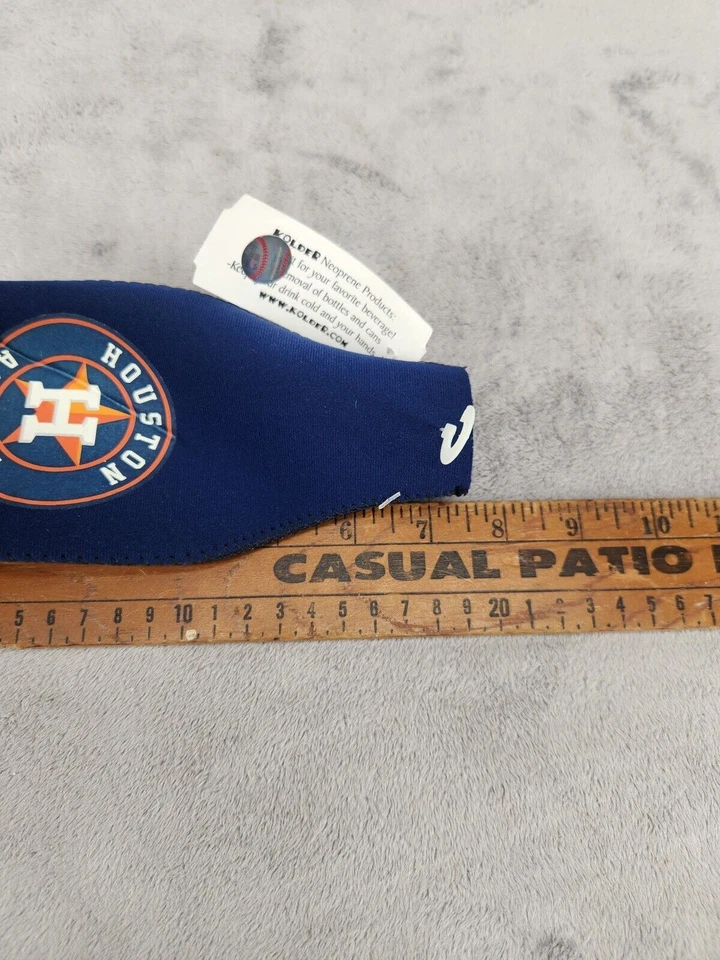 KOLDER Neoprene Products:
for your favorite beverage!
removal of bottles and cans
drink cold and your hands
WWW.KOLDER.COM
HOUSTON
A
H
6 7 8 9 10
CASUAL PATIO
5 6 7 8 9 10 1 2 3 4 5 6 7 8 9 20 1 2 3 4 5 6 7